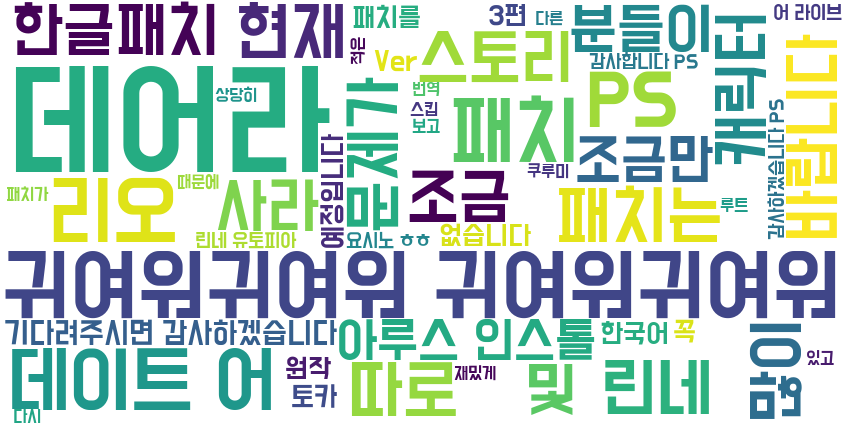 한글패치 현재 패치를 3편 다른 분들이 어 라이브
적은 Ver 스토리 감사합니다 PS 캐릭터
데어라 상당히 문제가 번역 패치 PS 바랍니다
스킵 보고 조금만 감사하겠습니다 PS
패치가 리오 때문에 사라 예정입니다 조금 쿠루미 패치는 루트
린네 유토피아 요시노 ㅎㅎ 없습니다
귀여워귀여워 귀여워귀여워
기다려주시면 감사하겠습니다 아루스 인스톨 한국어 꼭 많이
데이트 어 원작 따로 재밌게 및 린네 있고
다시 토카 혼